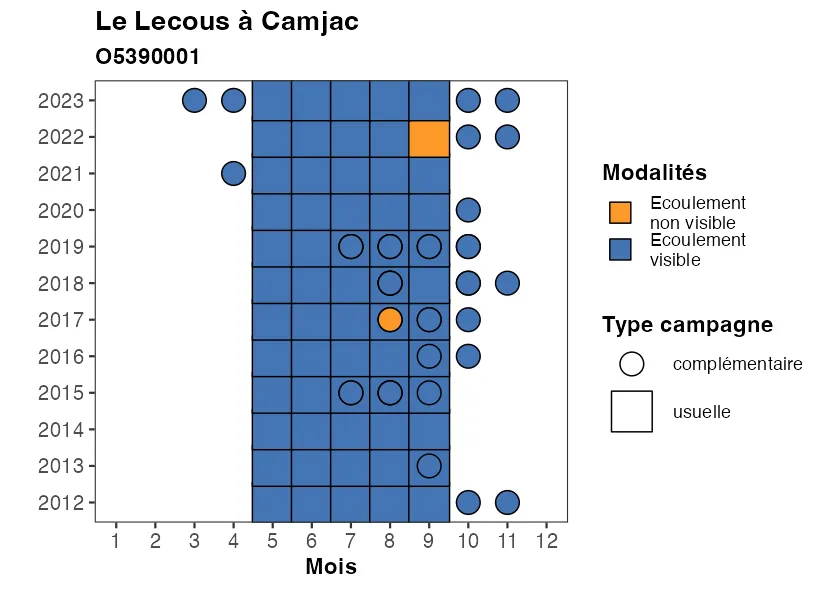 Le Lecous à Camjac
O5390001
2023
2022
2021
2020
2019
2018
2017
2016
2015
2014
2013
2012
1 2 3 4 5 6 7 8 9 10 11 12
Mois
Modalités
Ecoulement
non visible
Ecoulement
visible
Type campagne
complémentaire
usuelle